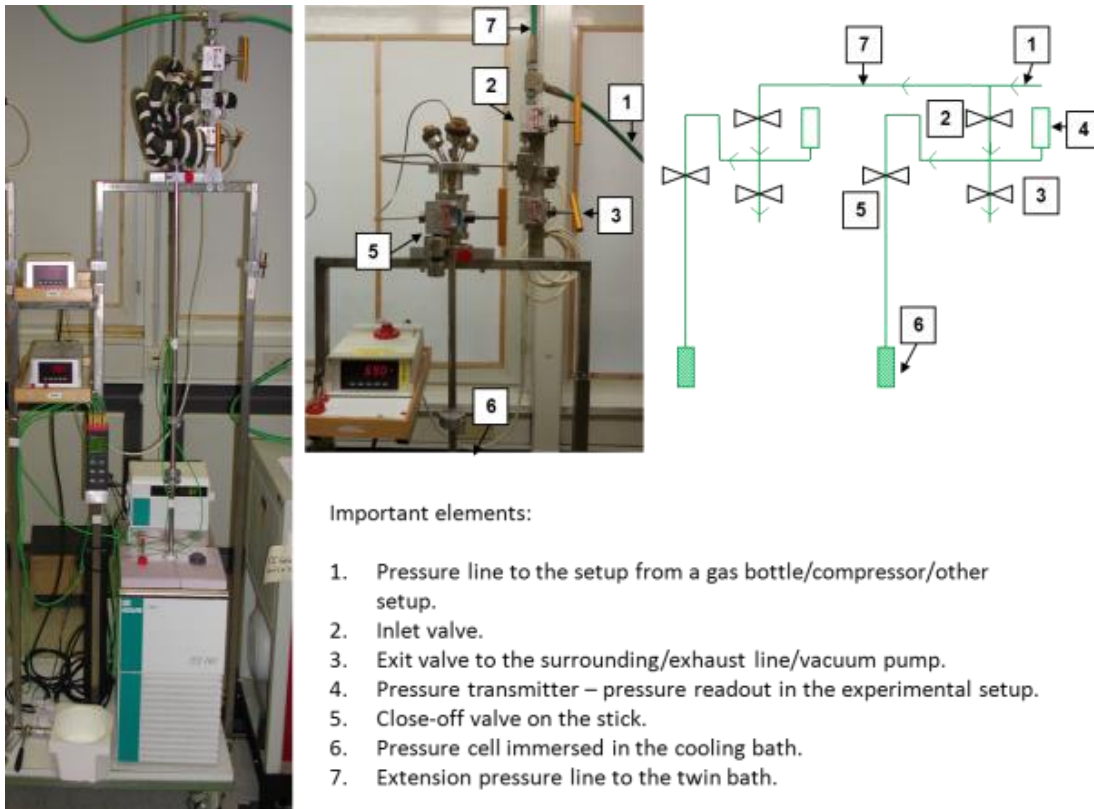 7
2
1
3
5
6
7
1
2
4
3
5
6
Important elements:
1. Pressure line to the setup from a gas bottle/compressor/other
setup.
2. Inlet valve.
3. Exit valve to the surrounding/exhaust line/vacuum pump.
4. Pressure transmitter – pressure readout in the experimental setup.
5. Close-off valve on the stick.
6. Pressure cell immersed in the cooling bath.
7. Extension pressure line to the twin bath.